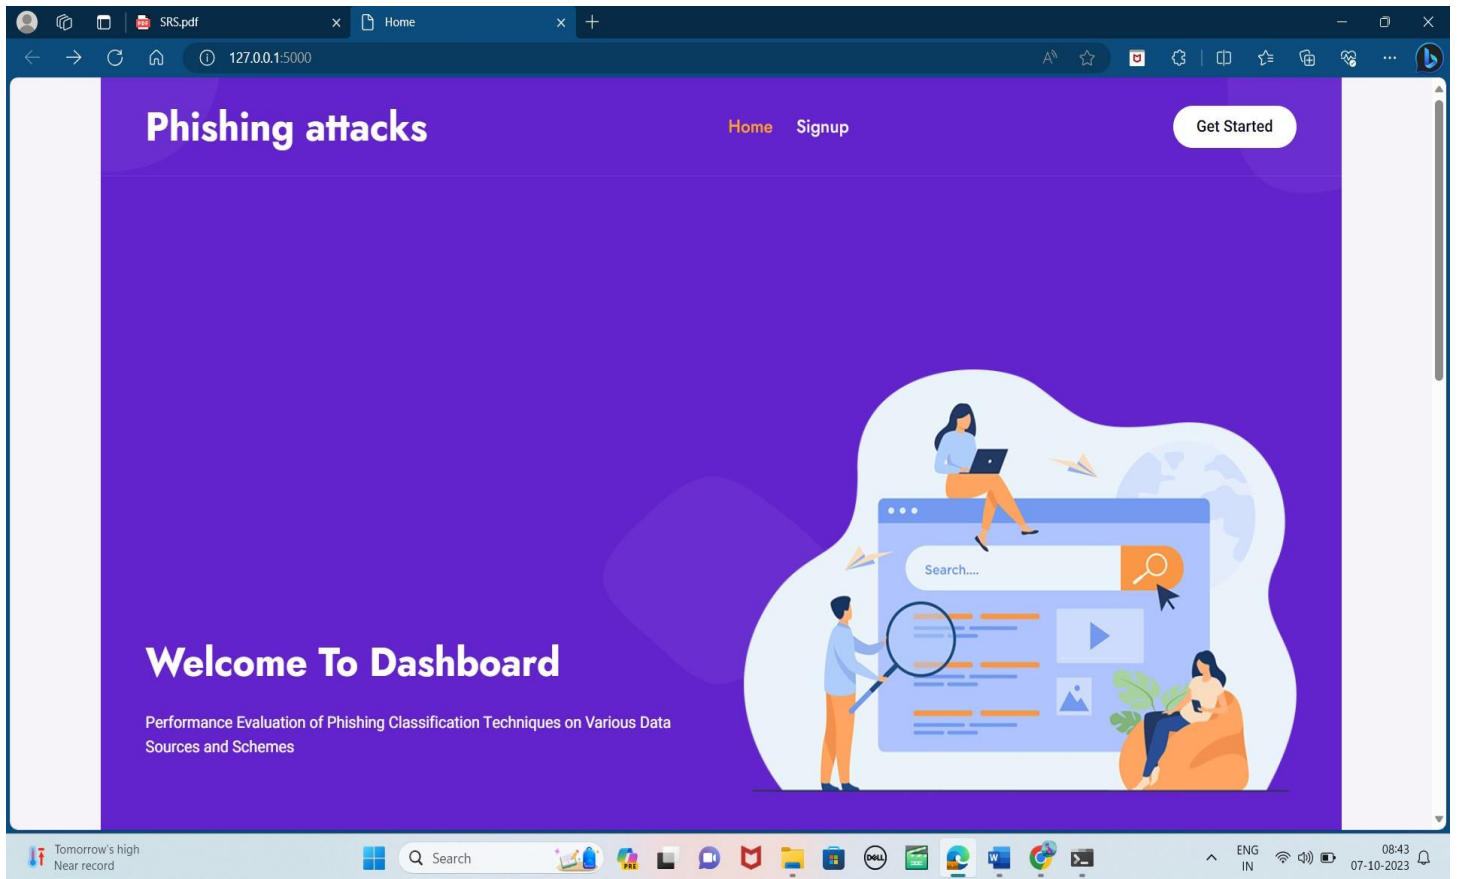 SRS.pdf
Home
127.0.0.1:5000
Phishing attacks
Home
Signup
Get Started
Search....
Welcome To Dashboard
Performance Evaluation of Phishing Classification Techniques on Various Data
Sources and Schemes
Tomorrow's high
Near record
Search
PRE
DELL
ENG
IN
08:43
07-10-2023